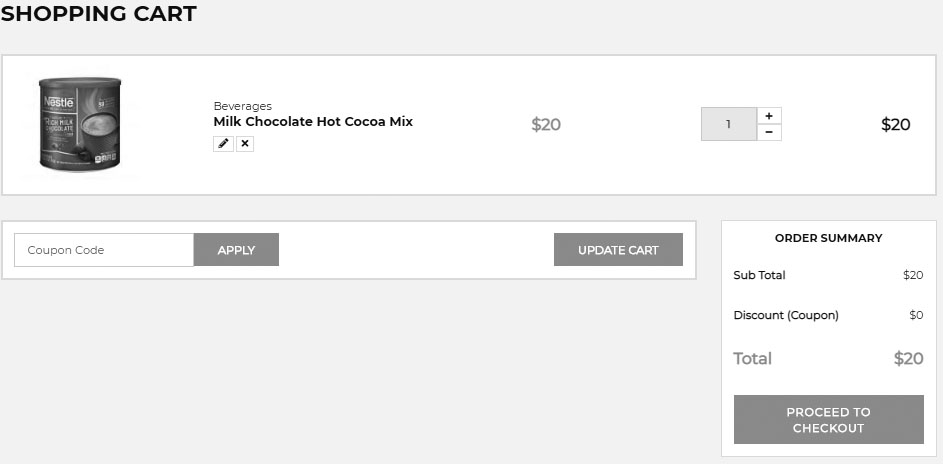 SHOPPING CART
Nestlé
RICH MILK
CHOCOLATE
Beverages
Milk Chocolate Hot Cocoa Mix
$20
1
+
-
$20
Coupon Code
APPLY
UPDATE CART
ORDER SUMMARY
Sub Total $20
Discount (Coupon) $0
Total $20
PROCEED TO
CHECKOUT